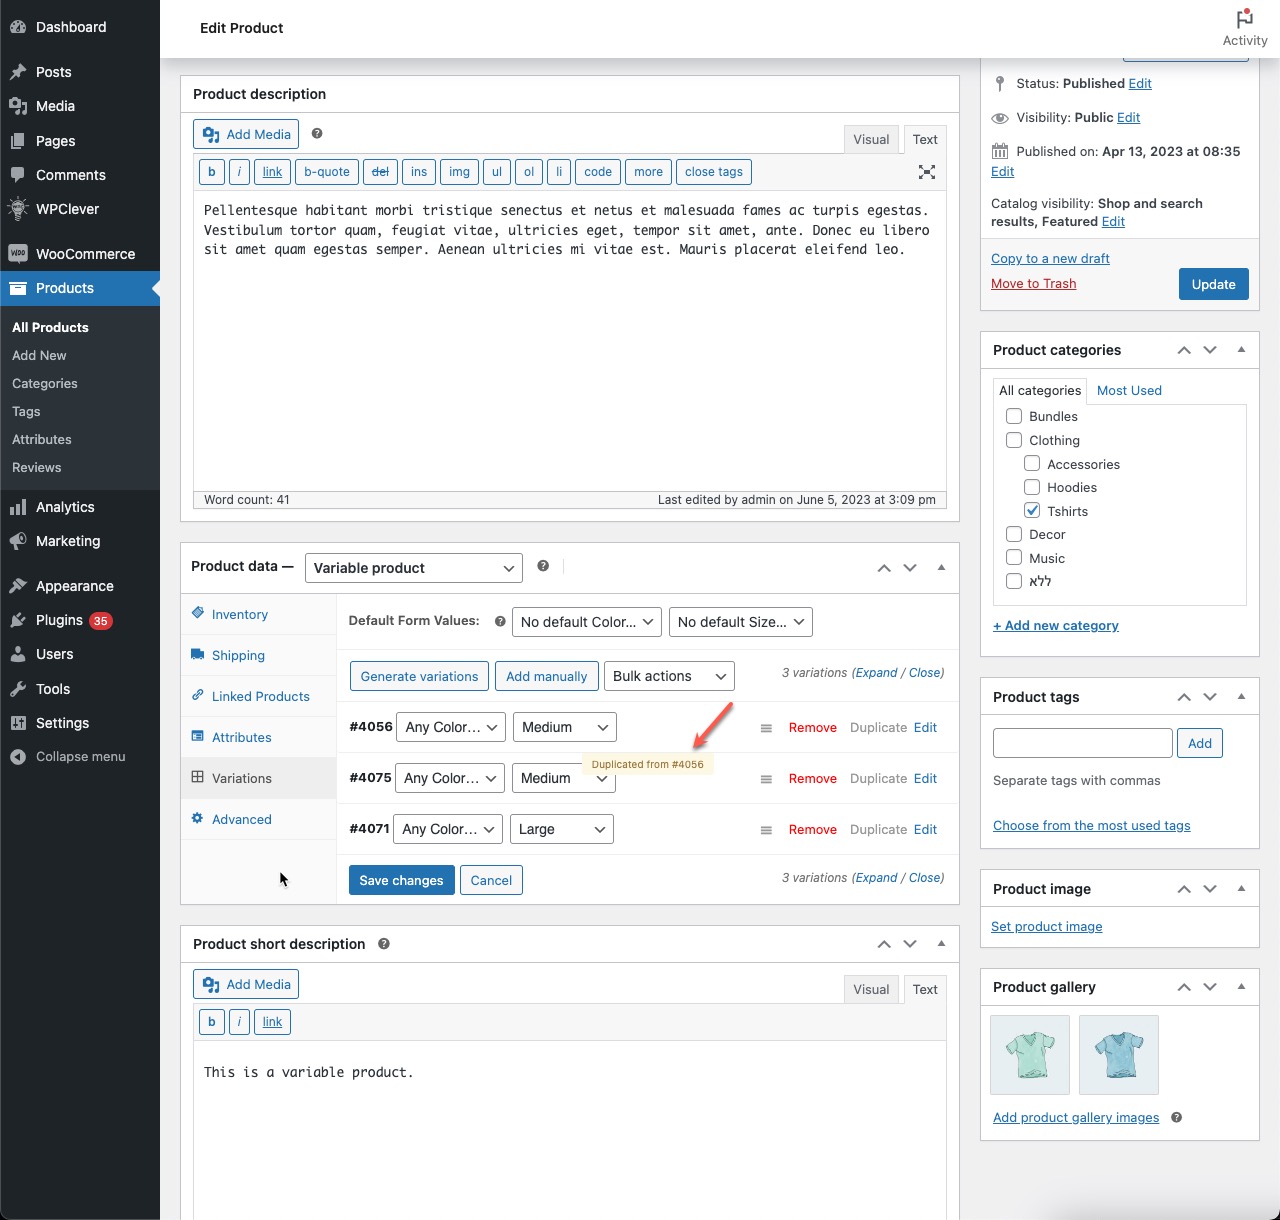 Dashboard
Posts
Media
Pages
Comments
WPClever
WooCommerce
Products
All Products
Add New
Categories
Tags
Attributes
Reviews
Analytics
Marketing
Appearance
Plugins 35
Users
Tools
Settings
Collapse menu
Edit Product
Activity
Product description
Add Media
Visual Text
b i link b-quote del ins img ul ol li code more close tags
Pellentesque habitant morbi tristique senectus et netus et malesuada fames ac turpis egestas.
Vestibulum tortor quam, feugiat vitae, ultricies eget, tempor sit amet, ante. Donec eu libero
sit amet quam egestas semper. Aenean ultricies mi vitae est. Mauris placerat eleifend leo.
Word count: 41 Last edited by admin on June 5, 2023 at 3:09 pm
Product data — Variable product
Inventory
Shipping
Linked Products
Attributes
Variations
Advanced
Default Form Values: No default Color... No default Size...
Generate variations Add manually Bulk actions 3 variations (Expand / Close)
#4056 Any Color... Medium Remove Duplicate Edit
Duplicated from #4056
#4075 Any Color... Medium Remove Duplicate Edit
#4071 Any Color... Large Remove Duplicate Edit
Save changes Cancel 3 variations (Expand / Close)
Product short description
Add Media
Visual Text
b i link
This is a variable product.
Status: Published Edit
Visibility: Public Edit
Published on: Apr 13, 2023 at 08:35
Edit
Catalog visibility: Shop and search
results, Featured Edit
Copy to a new draft
Move to Trash Update
Product categories
All categories Most Used
Bundles
Clothing
Accessories
Hoodies
Tshirts
Decor
Music
ללא
+ Add new category
Product tags
Add
Separate tags with commas
Choose from the most used tags
Product image
Set product image
Product gallery
Add product gallery images